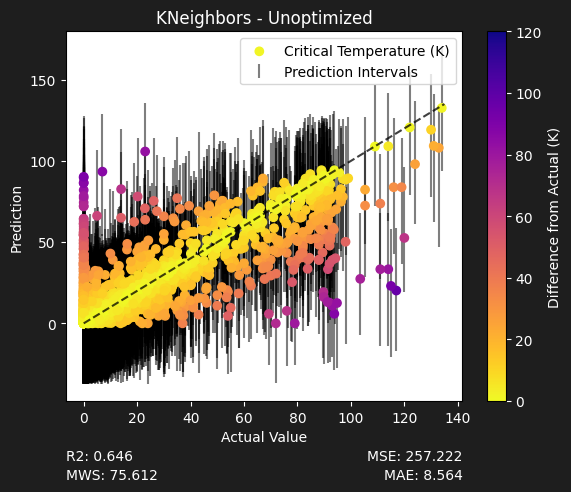 KNeighbors - Unoptimized
Critical Temperature (K)
Prediction Intervals
Prediction
150
100
50
0
0
20
40
60
80
100
120
140
Actual Value
120
100
80
60
40
20
0
Difference from Actual (K)
R2: 0.646
MSE: 257.222
MWS: 75.612
MAE: 8.564